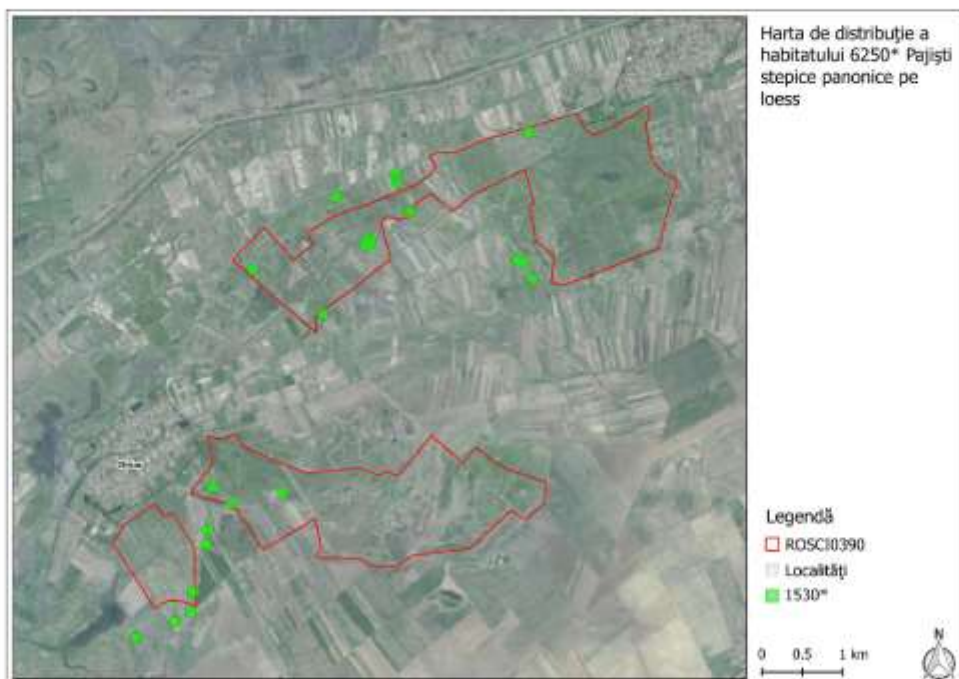 Harta de distribuţie a
habitatului 6250* Pajişti
stepice panonice pe
loess
Legendă
ROSCI0390
Localităţi
1530*
N
0 0.5 1 km